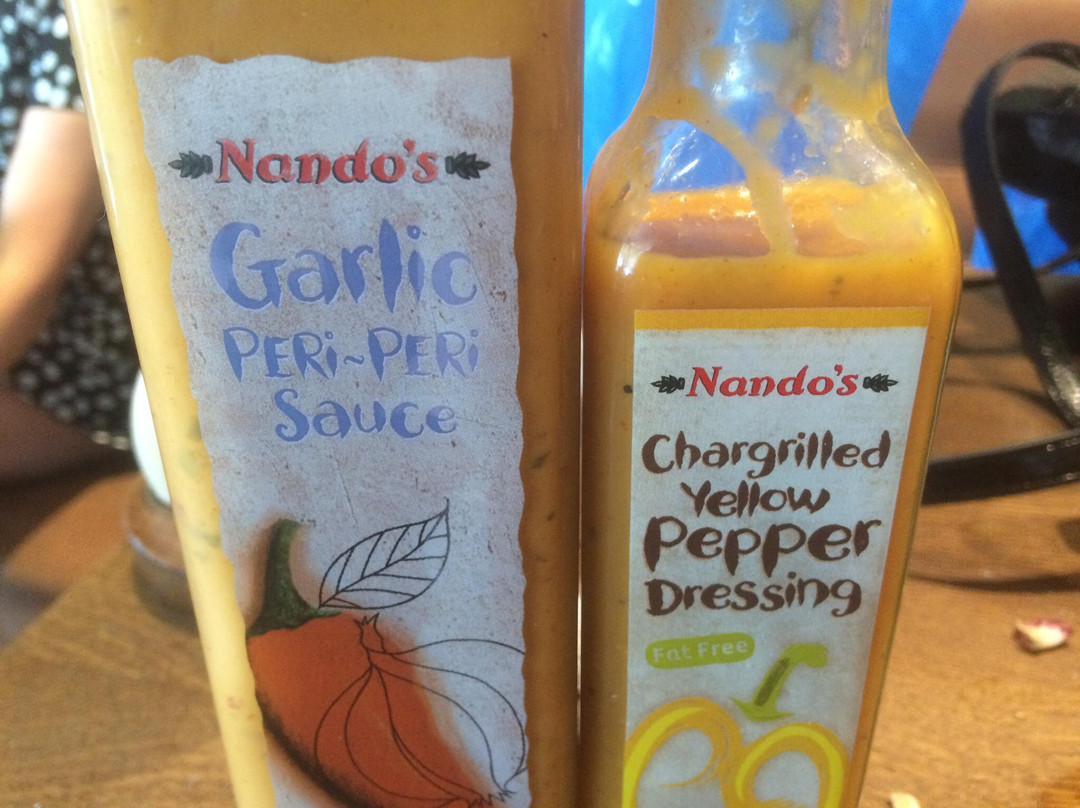 Nando's
Garlic
PERi~PERi
Sauce
Nando's
Chargrilled
Yellow
Pepper
Dressing
Fat Free